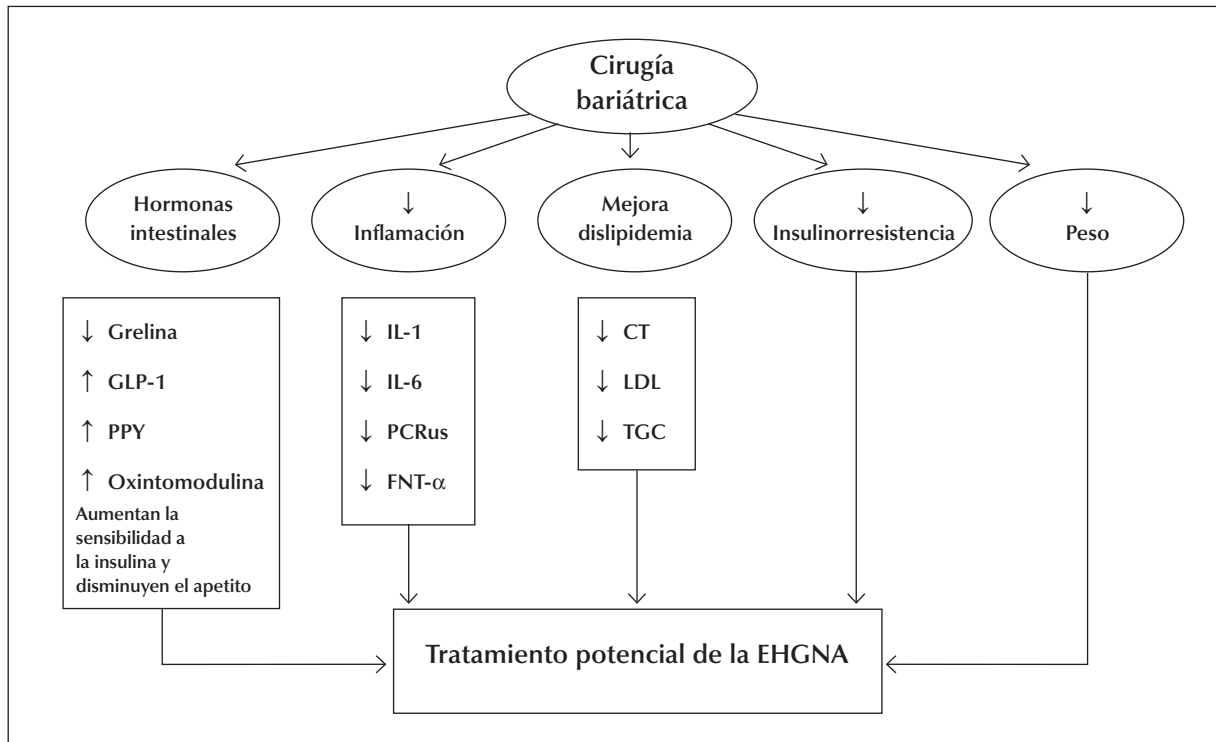 Cirugía
bariátrica
Hormonas
intestinales
↓
Inflamación
Mejora
dislipidemia
↓
Insulinorresistencia
↓
Peso
↓ Grelina
↑ GLP-1
↑ PPY
↑ Oxintomodulina
Aumentan la
sensibilidad a
la insulina y
disminuyen el apetito
↓ IL-1
↓ IL-6
↓ PCRus
↓ FNT-α
↓ CT
↓ LDL
↓ TGC
Tratamiento potencial de la EHGNA